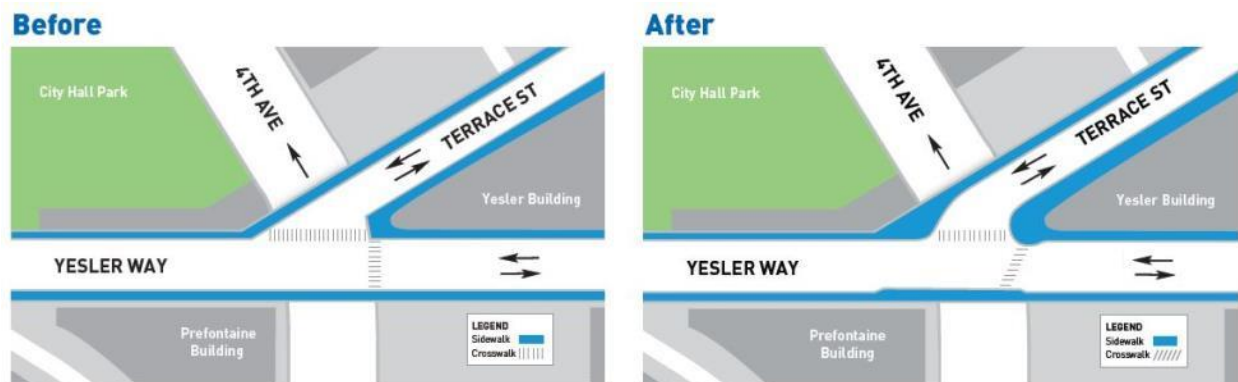 Before
City Hall Park
4TH AVE
TERRACE ST
Yesler Building
YESLER WAY
Prefontaine
Building
LEGEND
Sidewalk
Crosswalk
After
City Hall Park
4TH AVE
TERRACE ST
Yesler Building
YESLER WAY
Prefontaine
Building
LEGEND
Sidewalk
Crosswalk